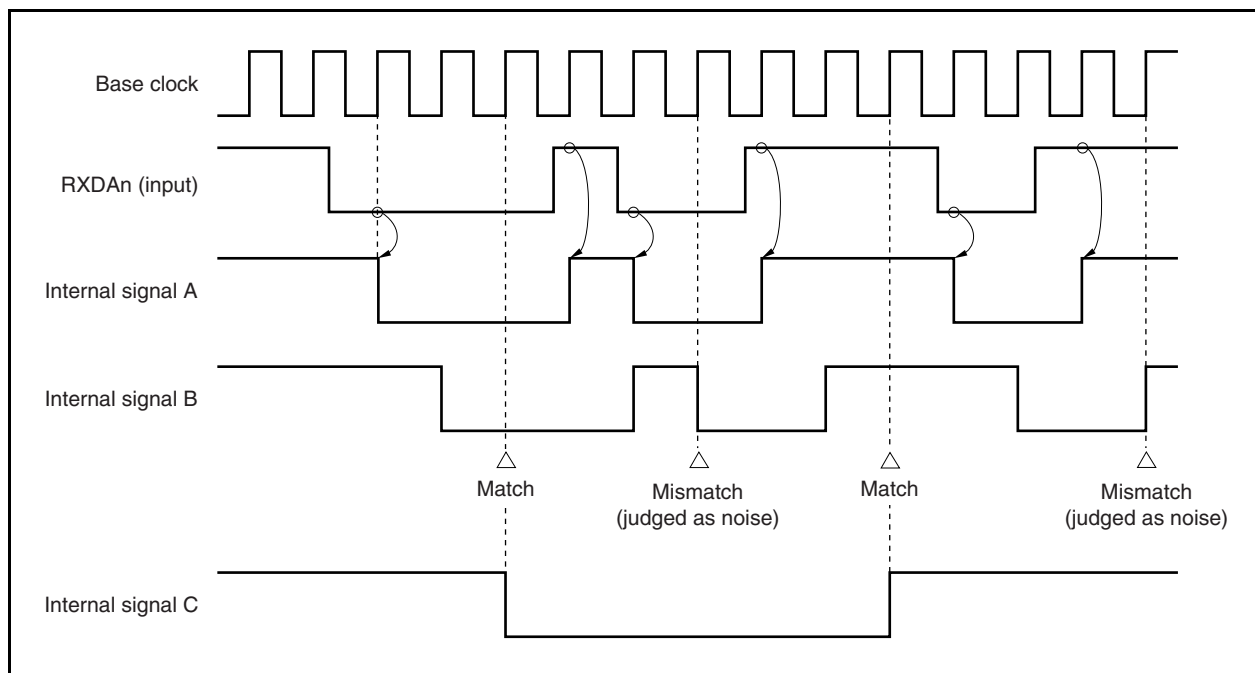 Base clock
RXDAn (input)
Internal signal A
Internal signal B
Match
Mismatch
(judged as noise)
Match
Mismatch
(judged as noise)
Internal signal C